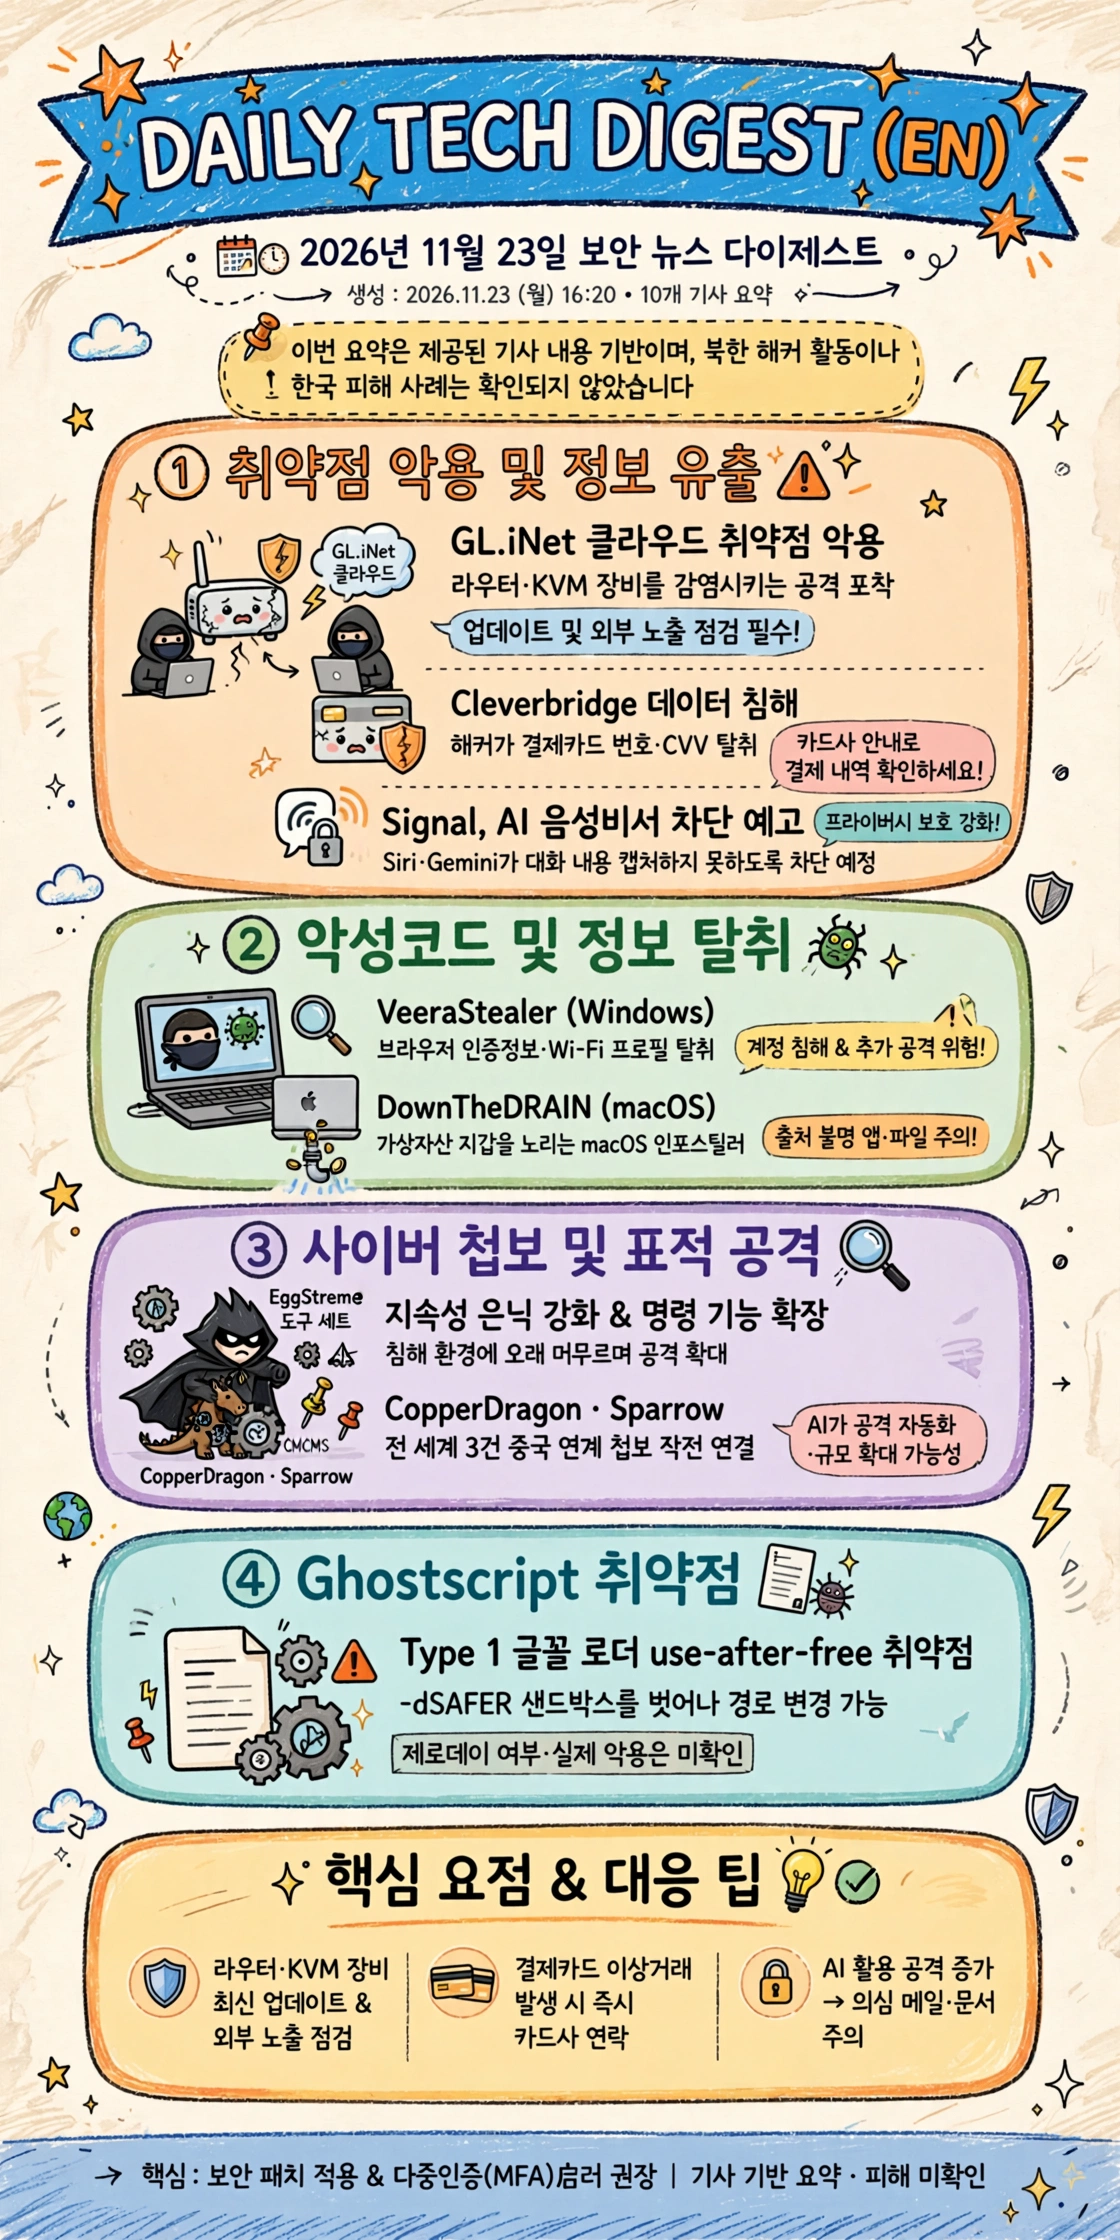 DAILY TECH DIGEST (EN)
2026년 11월 23일 보안 뉴스 다이제스트
생성 : 2026.11.23 (월) 16:20 • 10개 기사 요약
이번 요약은 제공된 기사 내용 기반이며, 북한 해커 활동이나
! 한국 피해 사례는 확인되지 않았습니다
① 취약점 악용 및 정보 유출
GL.iNet
클라우드
GL.iNet 클라우드 취약점 악용
라우터·KVM 장비를 감염시키는 공격 포착
업데이트 및 외부 노출 점검 필수!
Cleverbridge 데이터 침해
해커가 결제카드 번호·CVV 탈취
카드사 안내로
결제 내역 확인하세요!
Signal, AI 음성비서 차단 예고
프라이버시 보호 강화!
Siri·Gemini가 대화 내용 캡처하지 못하도록 차단 예정
② 악성코드 및 정보 탈취
VeeraStealer (Windows)
브라우저 인증정보·Wi-Fi 프로필 탈취
계정 침해 & 추가 공격 위험!
DownTheDRAIN (macOS)
가상자산 지갑을 노리는 macOS 인포스틸러
출처 불명 앱·파일 주의!
③ 사이버 첩보 및 표적 공격
EggStreme
도구 세트
지속성 은닉 강화 & 명령 기능 확장
침해 환경에 오래 머무르며 공격 확대
CMCMS
CopperDragon · Sparrow
CopperDragon · Sparrow
전 세계 3건 중국 연계 첩보 작전 연결
AI가 공격 자동화
·규모 확대 가능성
④ Ghostscript 취약점
Type 1 글꼴 로더 use-after-free 취약점
-dSAFER 샌드박스를 벗어나 경로 변경 가능
제로데이 여부·실제 악용은 미확인
핵심 요점 & 대응 팁
라우터·KVM 장비
최신 업데이트 &
외부 노출 점검
결제카드 이상거래
발생 시 즉시
카드사 연락
AI 활용 공격 증가
→ 의심 메일·문서
주의
→ 핵심 : 보안 패치 적용 & 다중인증(MFA) 권장 | 기사 기반 요약 · 피해 미확인